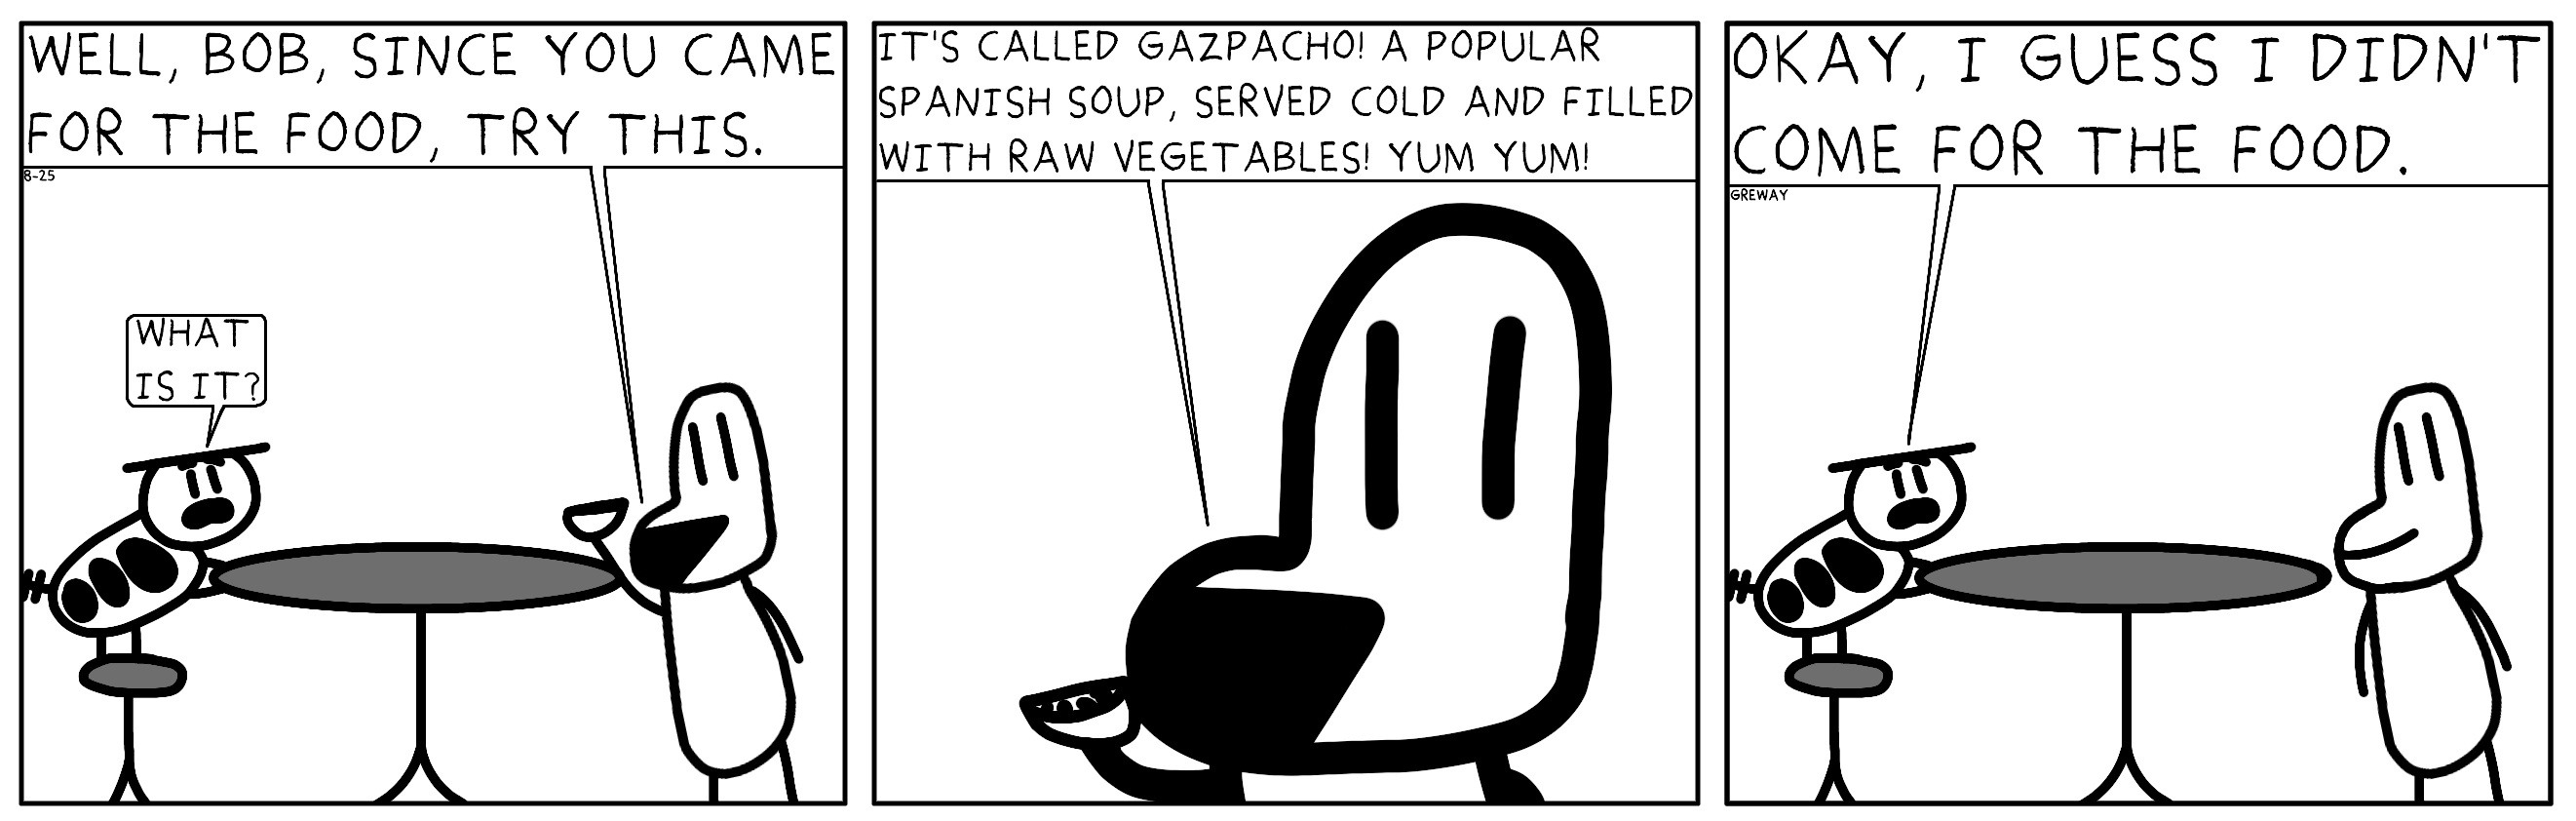 WELL, BOB, SINCE YOU CAME
FOR THE FOOD, TRY THIS.
8-25
WHAT
IS IT?
IT'S CALLED GAZPACHO! A POPULAR
SPANISH SOUP, SERVED COLD AND FILLED
WITH RAW VEGETABLES! YUM YUM!
OKAY, I GUESS I DIDN'T
COME FOR THE FOOD.
GREWAY